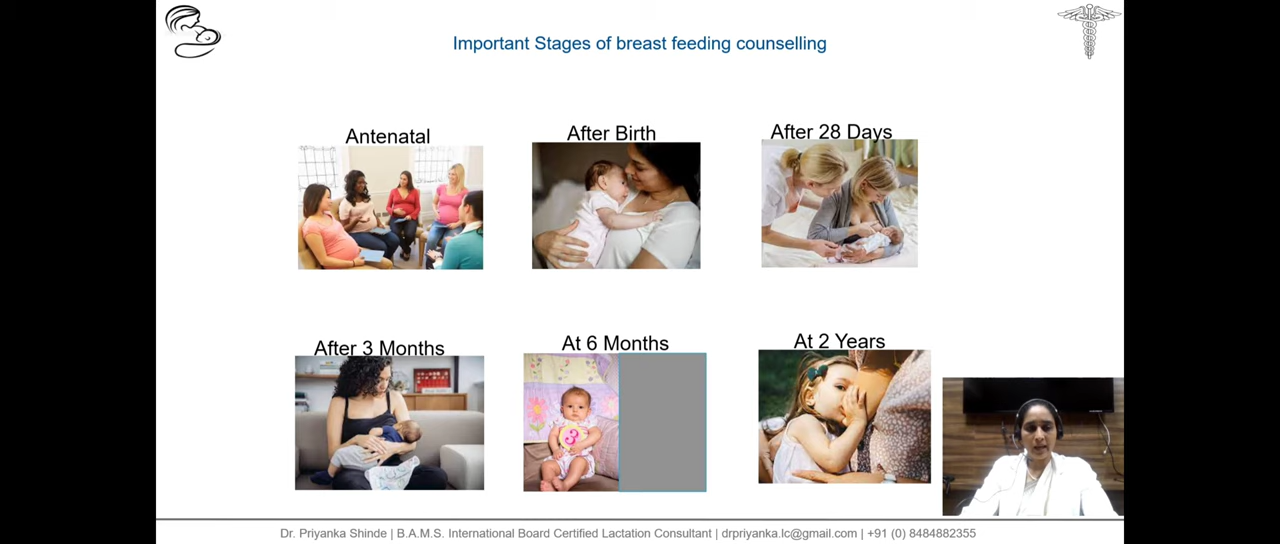 Important Stages of breast feeding counselling
Antenatal
After Birth
After 28 Days
After 3 Months
At 6 Months
At 2 Years
3
Dr. Priyanka Shinde | B.A.M.S. International Board Certified Lactation Consultant | drpriyanka.lc@gmail.com | +91 (0) 8484882355